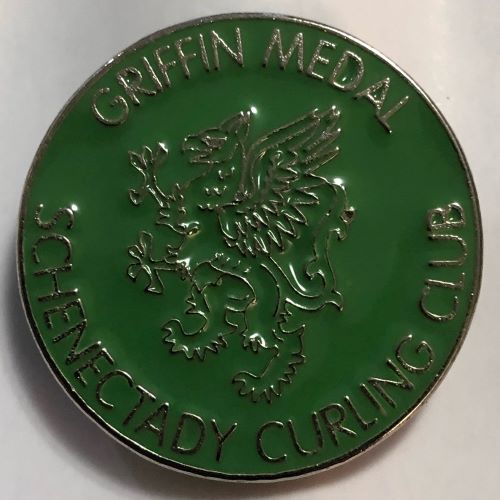 GRIFFIN MEDAL
SCHENECTADY CURLING CLUB